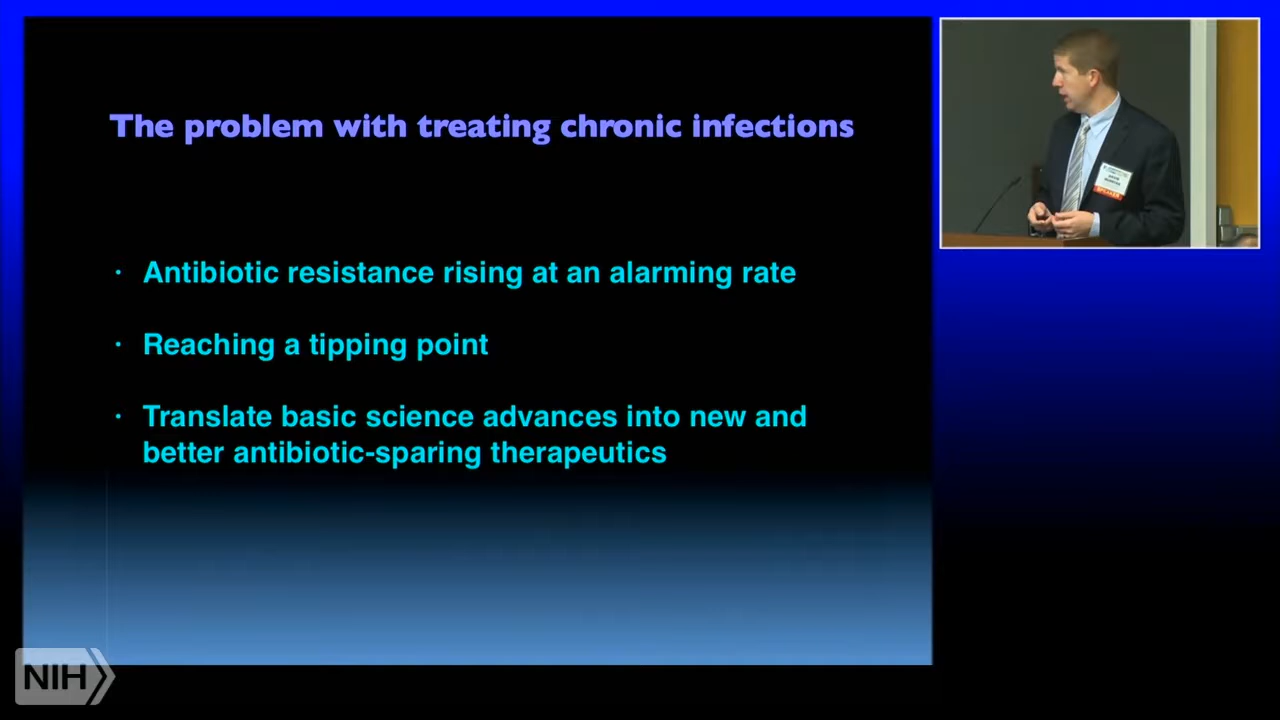 The problem with treating chronic infections
· Antibiotic resistance rising at an alarming rate
· Reaching a tipping point
· Translate basic science advances into new and
better antibiotic-sparing therapeutics
SPEAKER
NIH